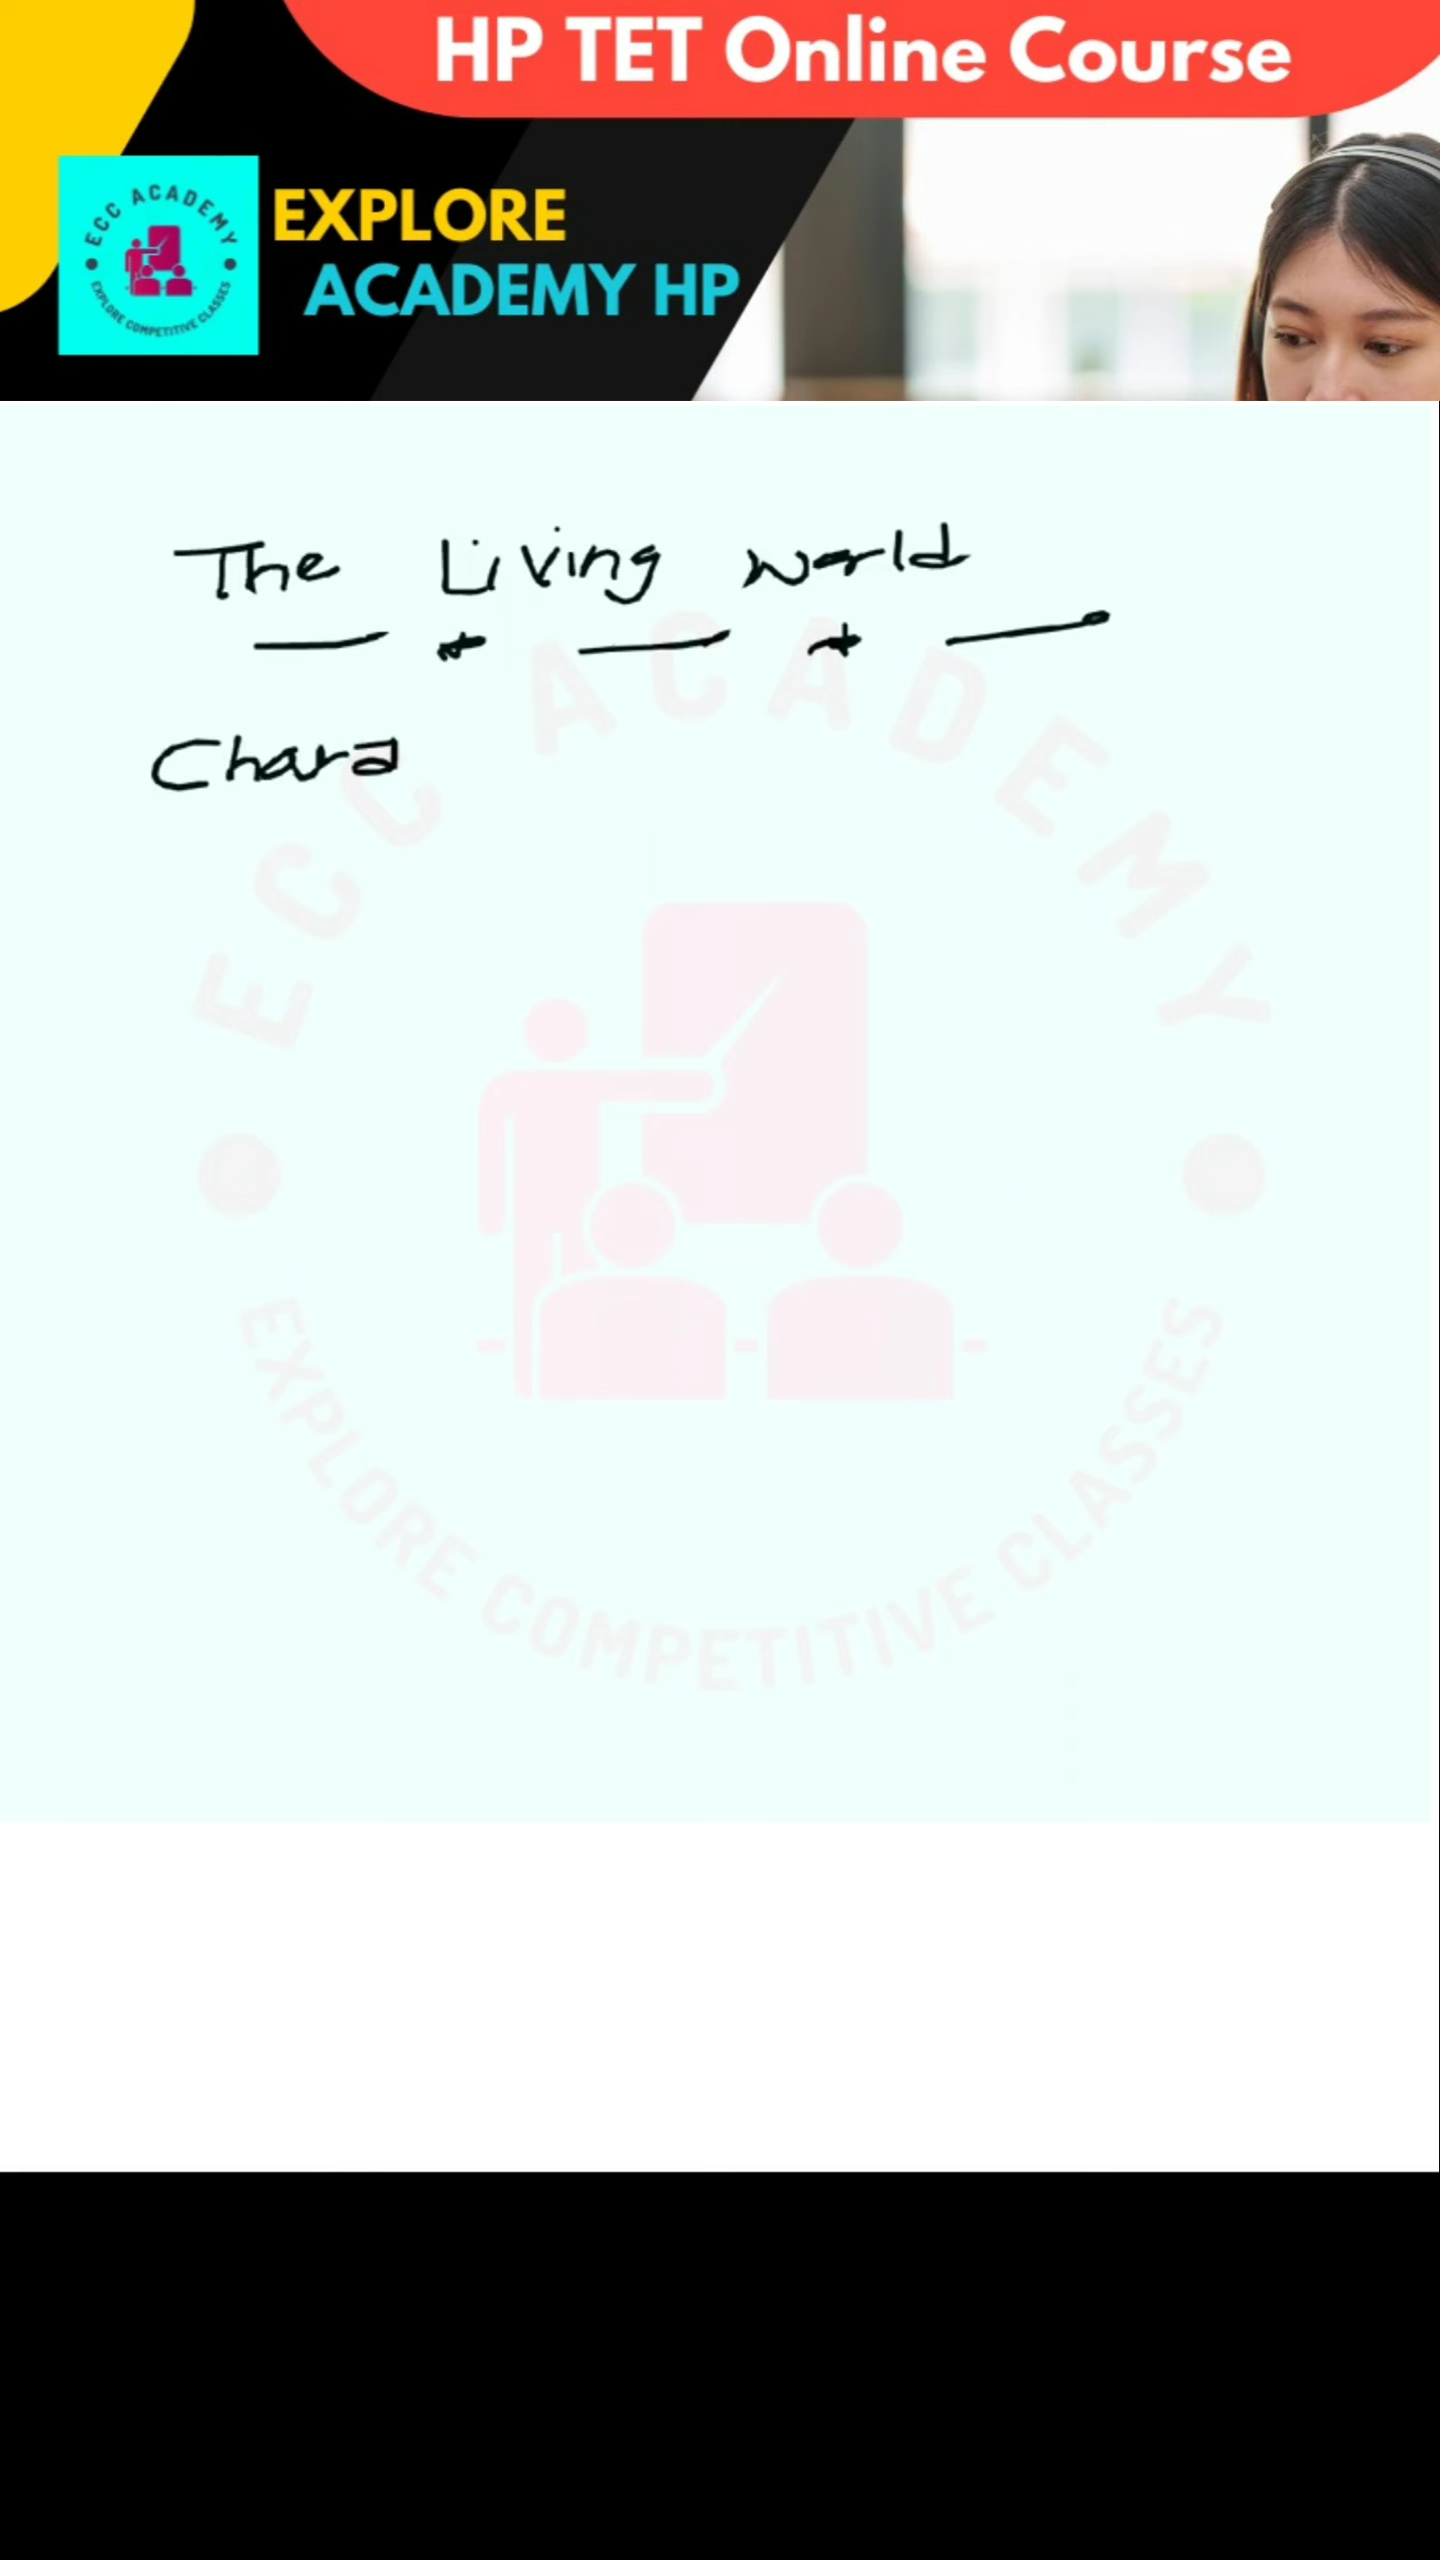 HP TET Online Course
ECC ACADEMY
EXPLORE COMPETITIVE CLASSES
EXPLORE
ACADEMY HP
The Living world
Chara
ECC ACADEMY
EXPLORE COMPETITIVE CLASSES